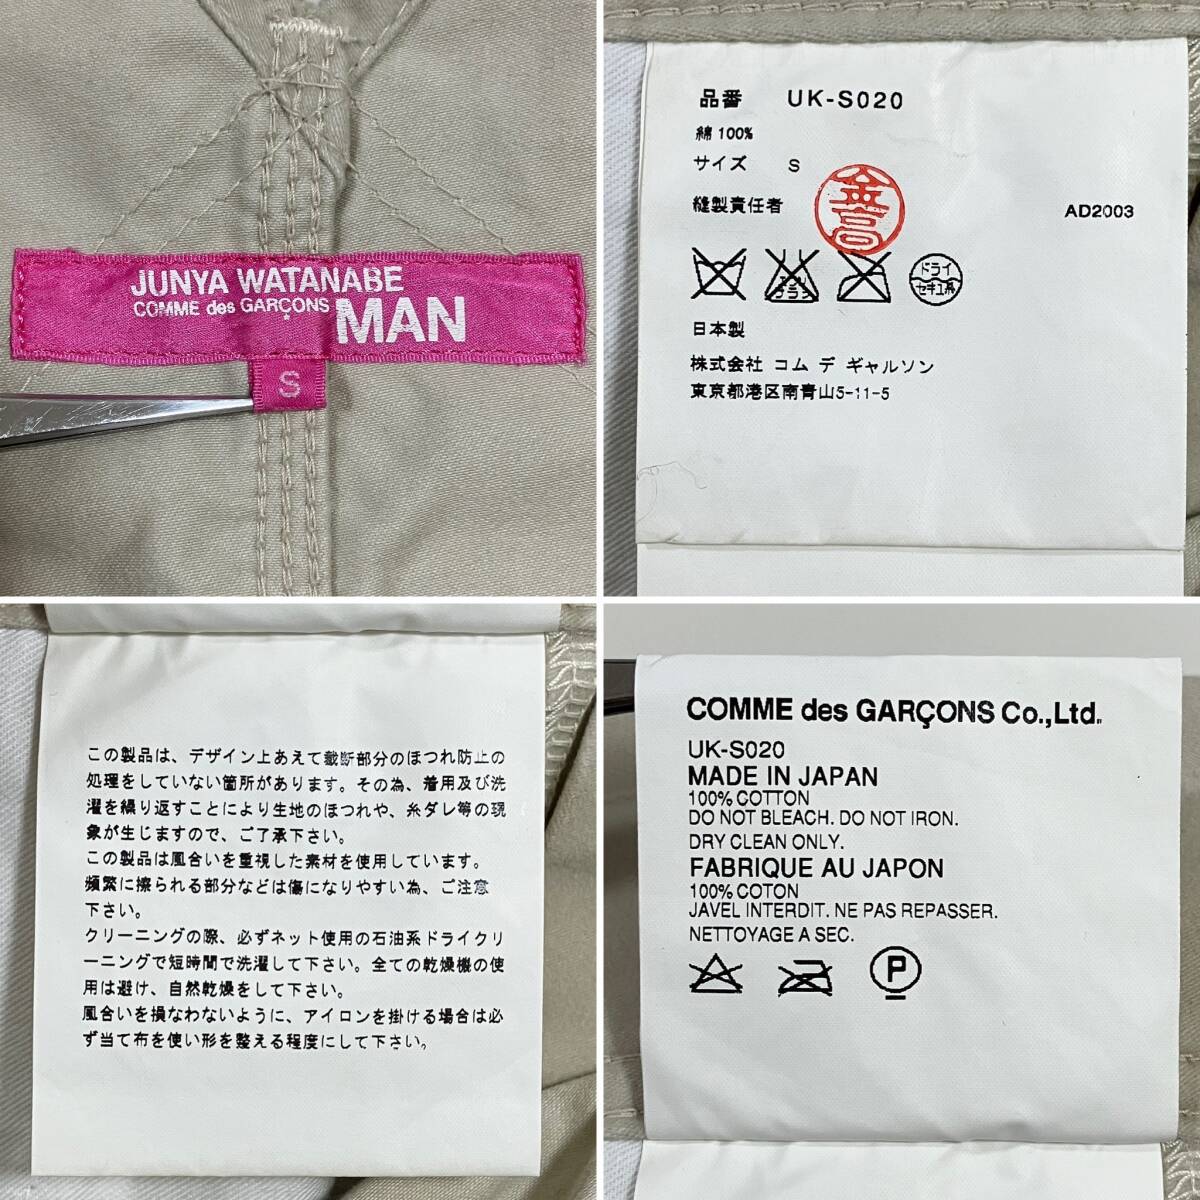 JUNYA WATANABE
COMME des GARÇONS MAN
S
品番 UK-S020
綿 100%
サイズ S
縫製責任者
AD2003
ドライ
セキユ系
日本製
株式会社 コム デ ギャルソン
東京都港区南青山5-11-5
この製品は、デザイン上あえて裁断部分のほつれ防止の
処理をしていない箇所があります。その為、着用及び洗
濯を繰り返すことにより生地のほつれや、糸ダレ等の現
象が生じますので、ご了承下さい。
この製品は風合いを重視した素材を使用しています。
頻繁に擦られる部分などは傷になりやすい為、ご注意
下さい。
クリーニングの際、必ずネット使用の石油系ドライクリ
ーニングで短時間で洗濯して下さい。全ての乾燥機の使
用は避け、自然乾燥をして下さい。
風合いを損なわないように、アイロンを掛ける場合は必
ず当て布を使い形を整える程度にして下さい。
COMME des GARÇONS Co.,Ltd.
UK-S020
MADE IN JAPAN
100% COTTON
DO NOT BLEACH. DO NOT IRON.
DRY CLEAN ONLY.
FABRIQUE AU JAPON
100% COTON
JAVEL INTERDIT. NE PAS REPASSER.
NETTOYAGE A SEC.
P